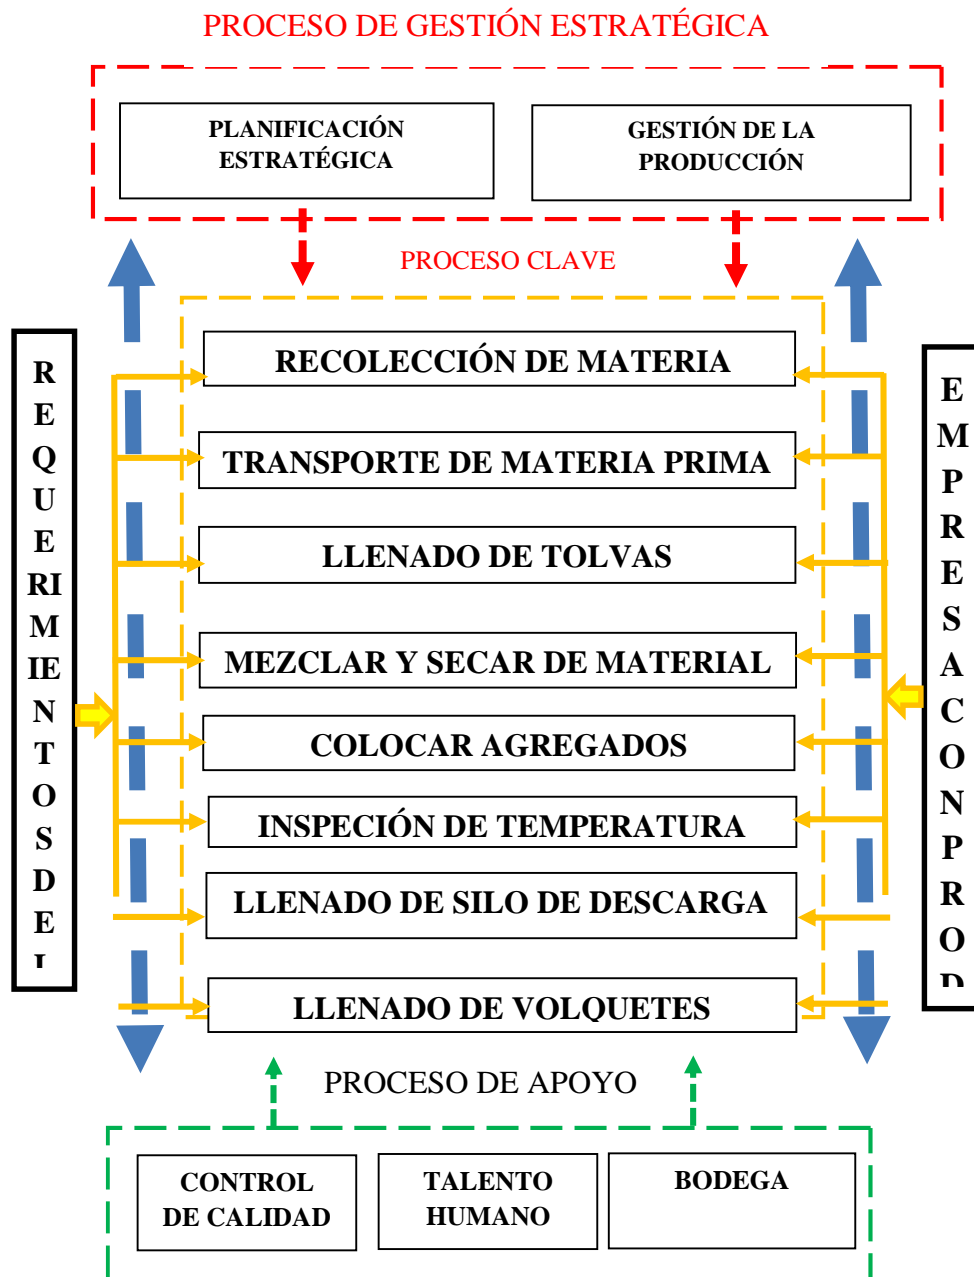 PROCESO DE GESTIÓN ESTRATÉGICA
PLANIFICACIÓN
ESTRATÉGICA
GESTIÓN DE LA
PRODUCCIÓN
PROCESO CLAVE
R
E
Q
U
E
RI
M
IE
N
T
O
S
D
E
RECOLECCIÓN DE MATERIA
TRANSPORTE DE MATERIA PRIMA
LLENADO DE TOLVAS
MEZCLAR Y SECAR DE MATERIAL
COLOCAR AGREGADOS
INSPECIÓN DE TEMPERATURA
LLENADO DE SILO DE DESCARGA
LLENADO DE VOLQUETES
E
M
P
R
E
S
A
C
O
N
P
R
O
D
PROCESO DE APOYO
CONTROL
DE CALIDAD
TALENTO
HUMANO
BODEGA